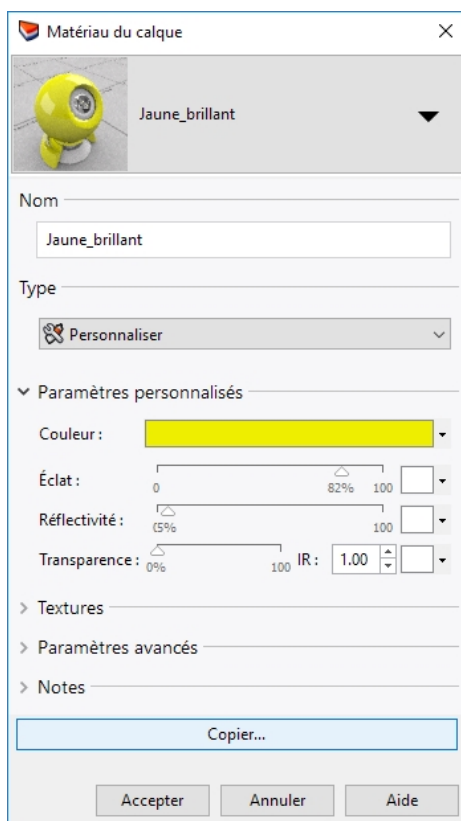 Matériau du calque
Jaune_brillant
Nom
Jaune_brillant
Type
Personnaliser
Paramètres personnalisés
Couleur :
Éclat :
0 82% 100
Réflectivité :
5% 100
Transparence : 0% 100 IR : 1.00
Textures
Paramètres avancés
Notes
Copier...
Accepter Annuler Aide